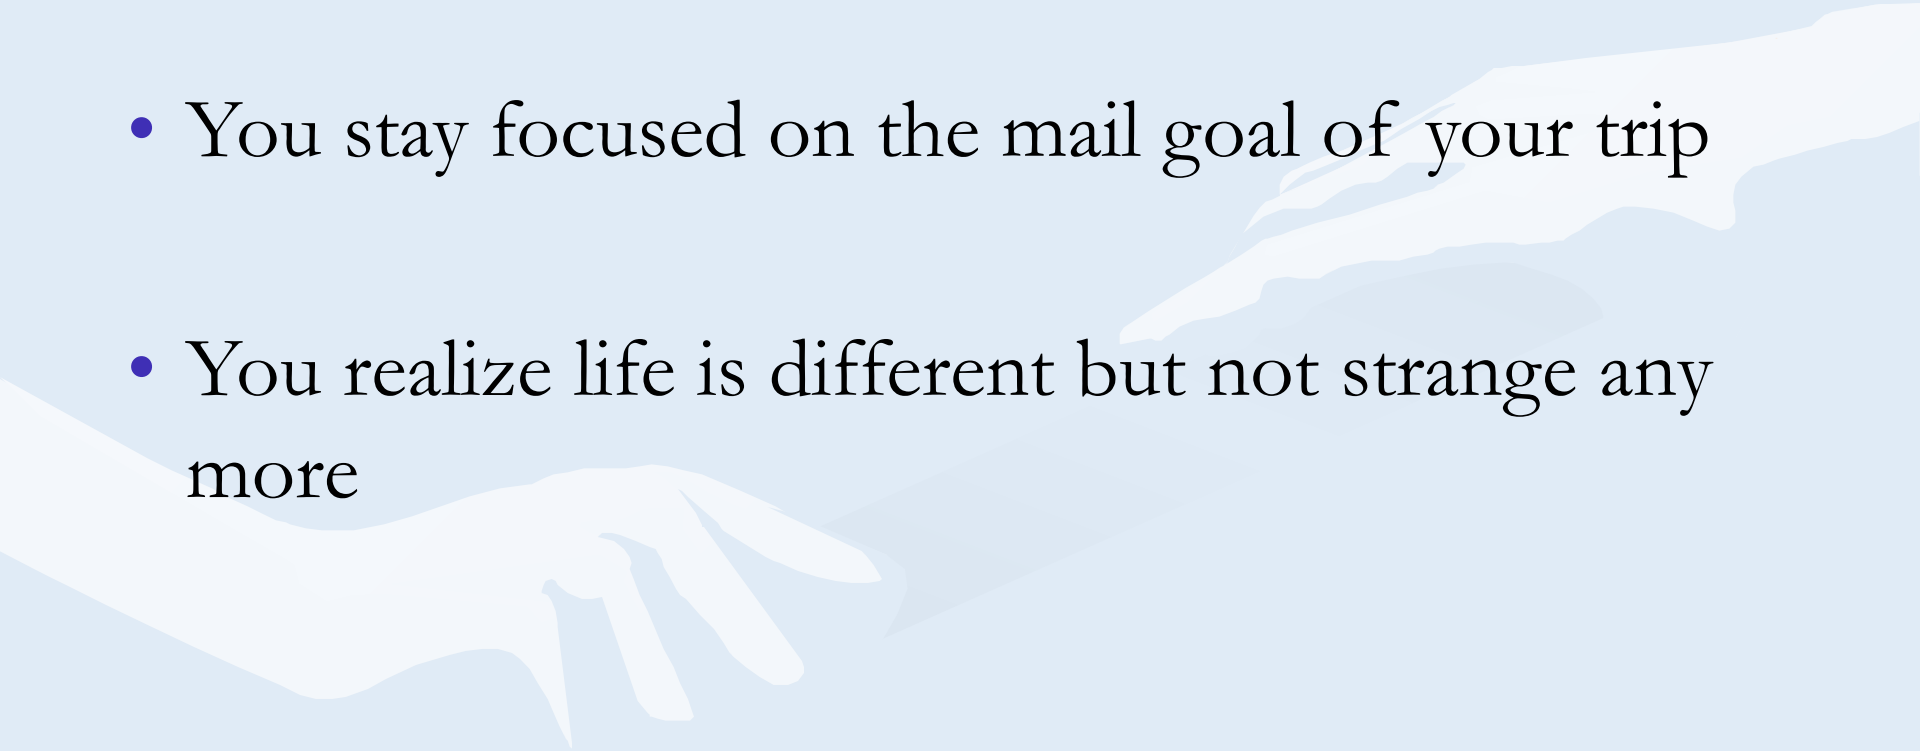 • You stay focused on the mail goal of your trip
• You realize life is different but not strange any
more